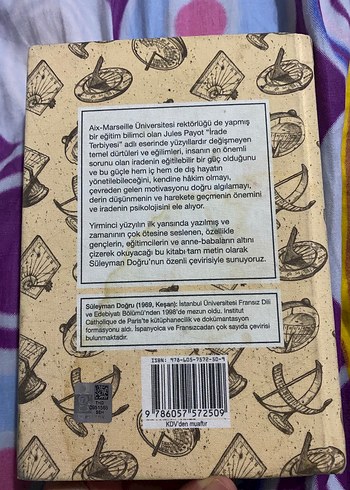 Aix-Marseille Üniversitesi rektörlüğü de yapmış
bir eğitim bilimci olan Jules Payot "İrade
Terbiyesi" adlı eserinde yüzyıllardır değişmeyen
temel dürtüleri ve eğilimleri, insanın en önemli
sorunu olan iradenin eğitilebilir bir güç olduğunu
ve bu güçle hem iç hem de dış hayatın
yönetilebileceğini, kendine hâkim olmayı,
çevreden gelen motivasyonu doğru algılamayı,
derin düşünmenin ve harekete geçmenin önemini
ve iradenin psikolojisini ele alıyor.
Yirminci yüzyılın ilk yarısında yazılmış ve
zamanının çok ötesine seslenen, özellikle
gençlerin, eğitimcilerin ve anne-babaların altını
çizerek okuyacağı bu kitabı tam metin olarak
Süleyman Doğru'nun özenli çevirisiyle sunuyoruz.
Süleyman Doğru (1969, Keşan): İstanbul Üniversitesi Fransız Dili
ve Edebiyatı Bölümü'nden 1998'de mezun oldu. Institut
Catholique de Paris'te kütüphanecilik ve dokümantasyon
formasyonu aldı. İspanyolca ve Fransızcadan çok sayıda çevirisi
bulunmaktadır.
ISBN: 978-605-7572-50-9
9 786057 572509
KDV'den muaftır